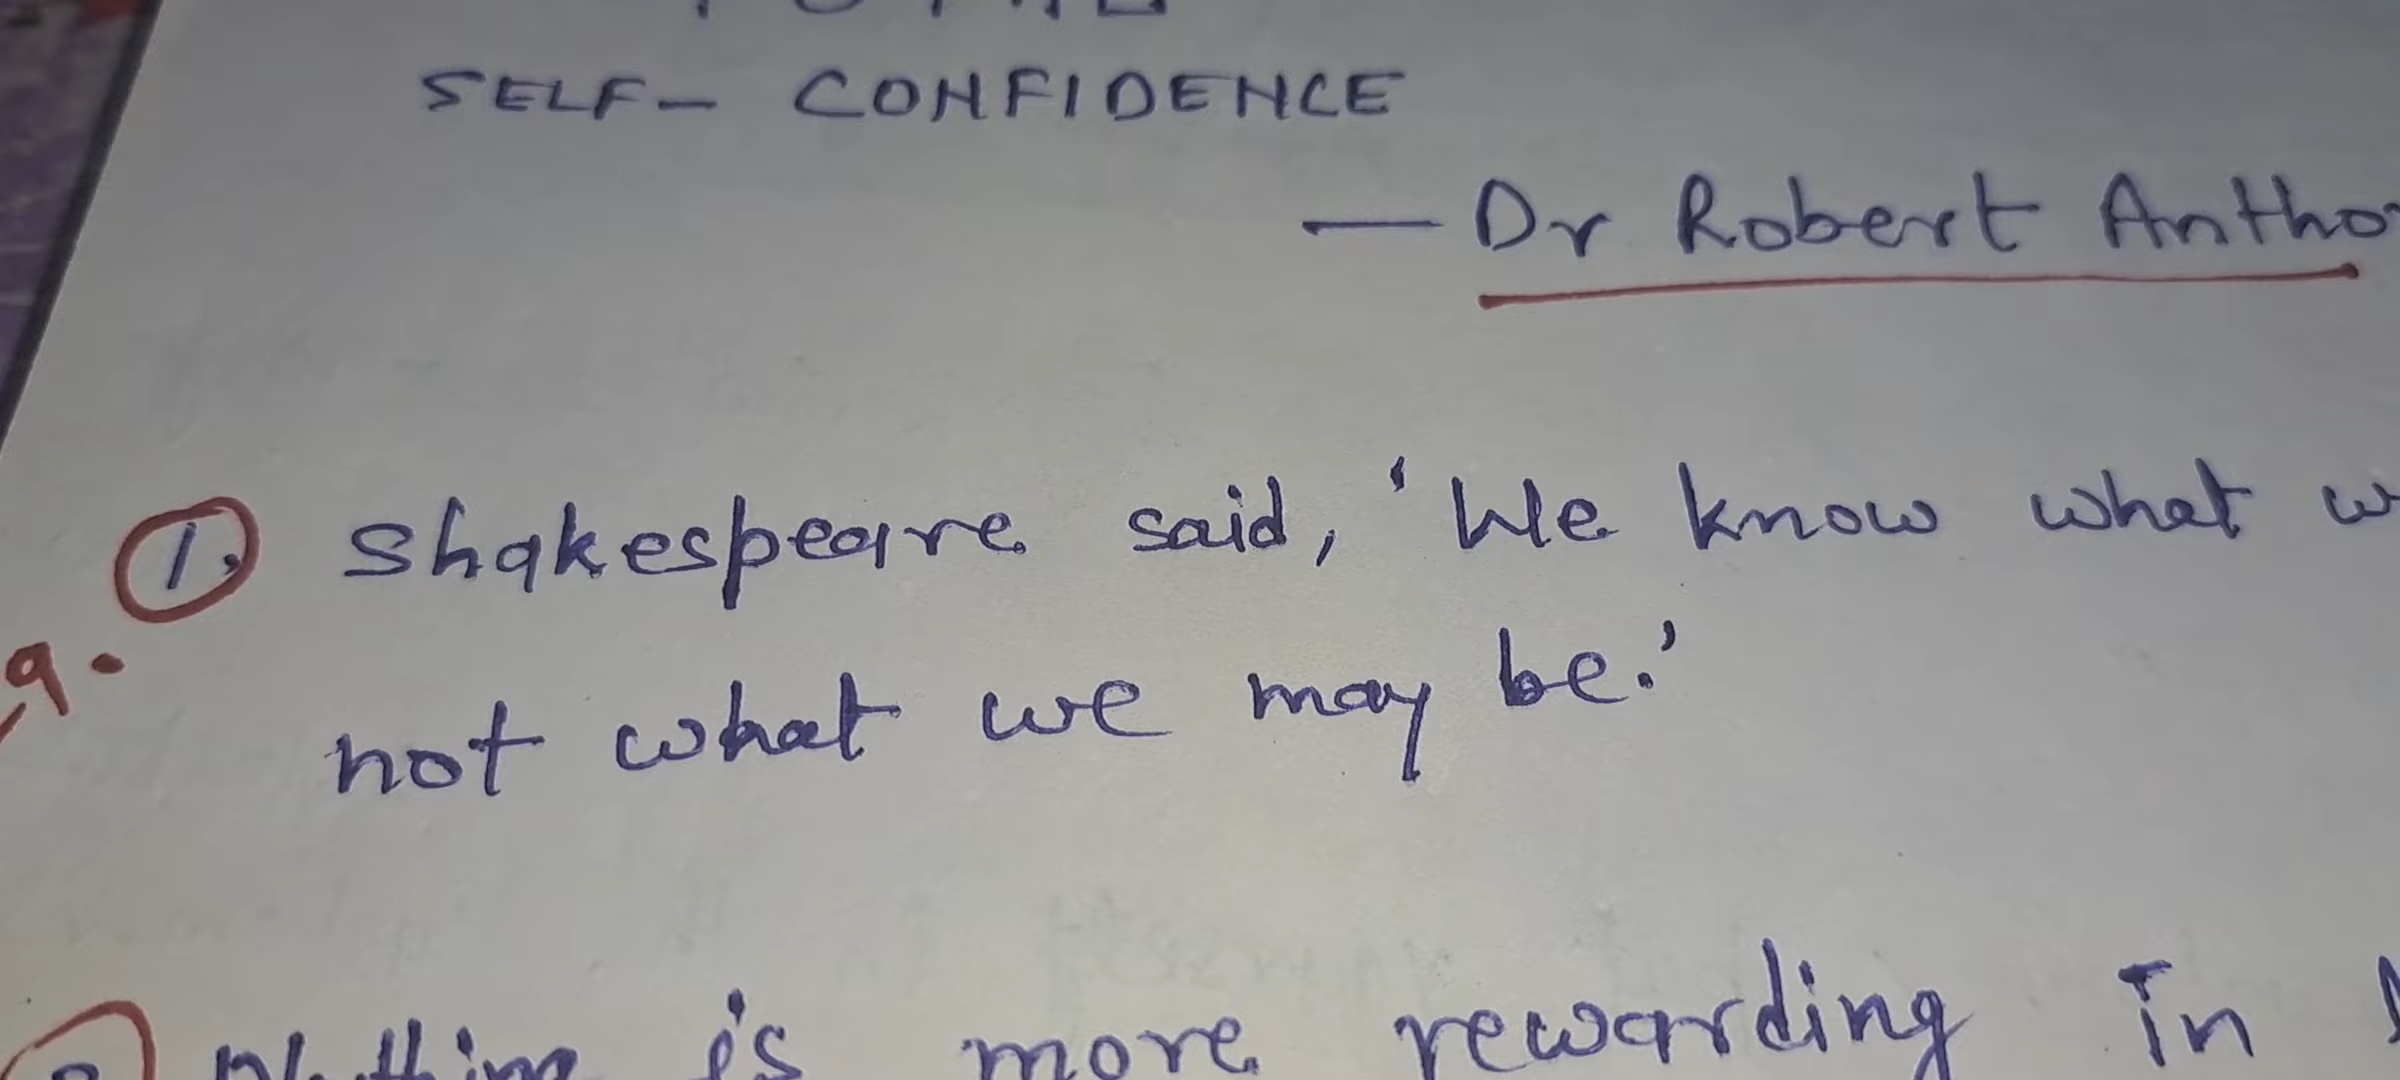 SELF- CONFIDENCE
— Dr Robert Antho
1. Shakespeare said, 'We know what w
9.
not what we may be.'
is more rewarding in